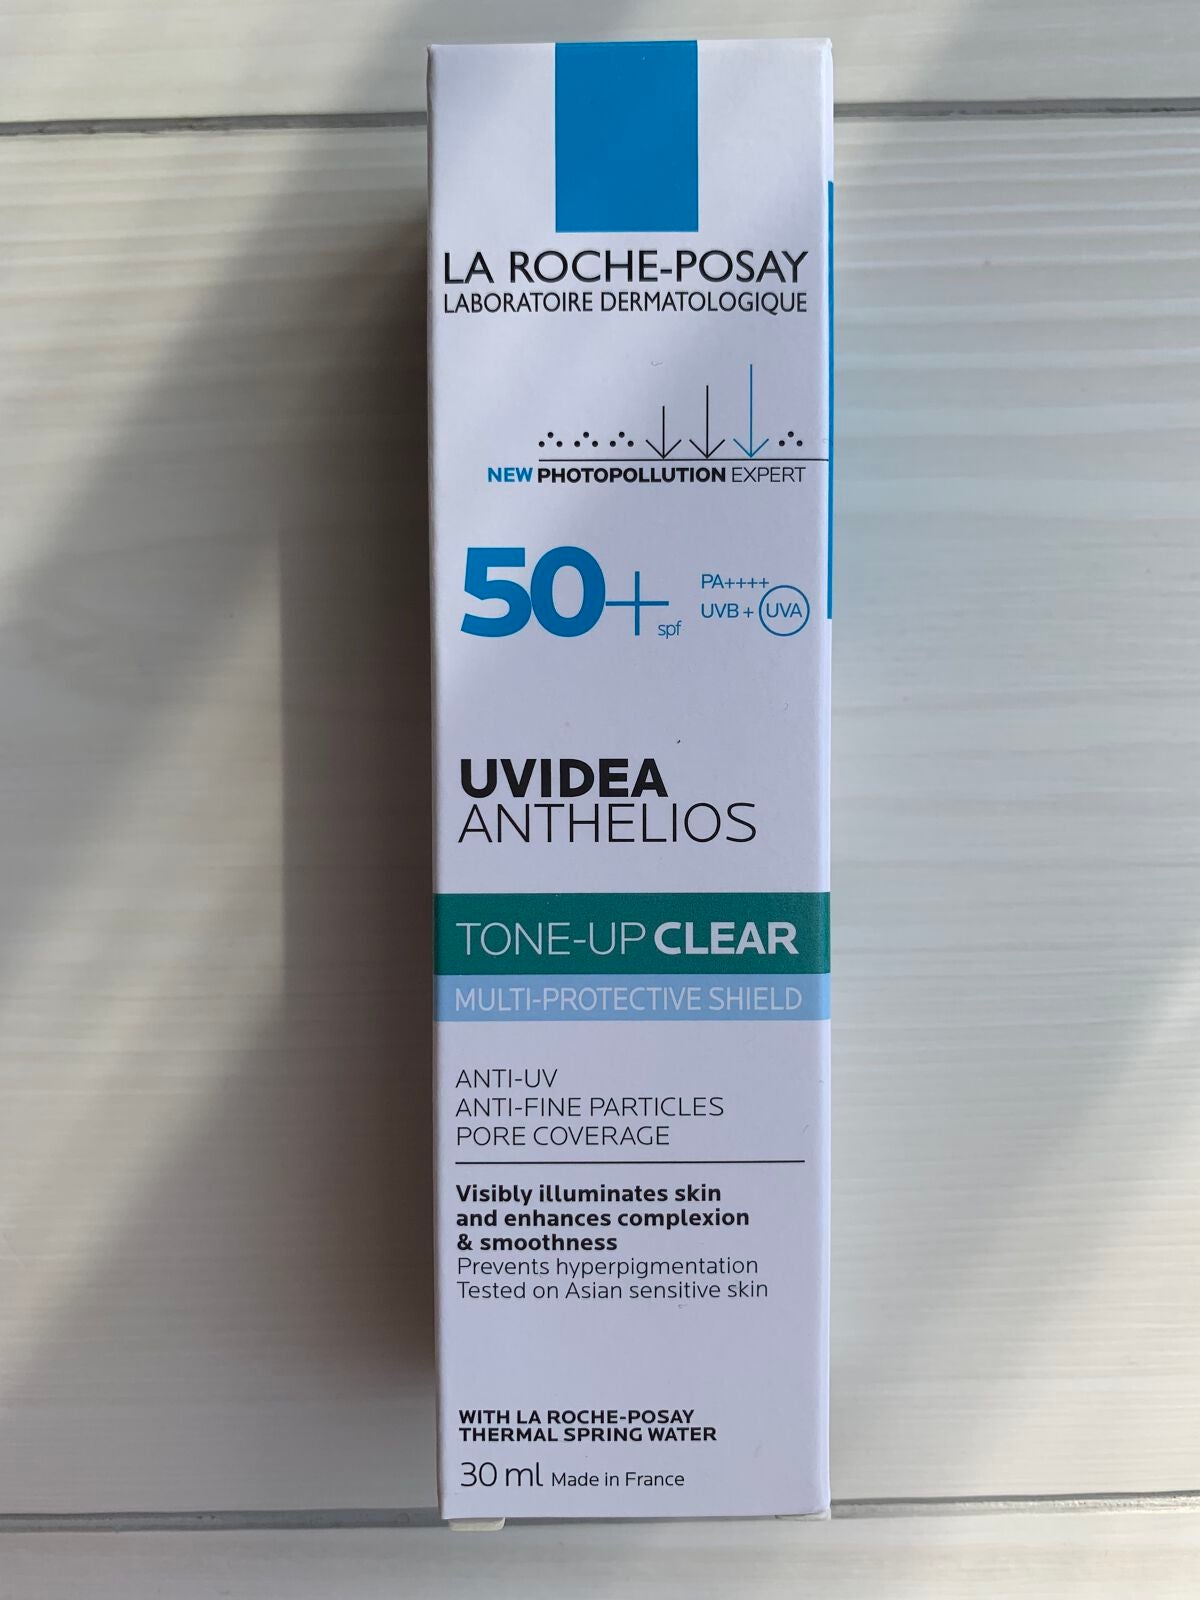 LA ROCHE-POSAY
LABORATOIRE DERMATOLOGIQUE
NEW PHOTOPOLLUTION EXPERT
50+ spf
PA++++
UVB + UVA
UVIDEA
ANTHELIOS
TONE-UP CLEAR
MULTI-PROTECTIVE SHIELD
ANTI-UV
ANTI-FINE PARTICLES
PORE COVERAGE
Visibly illuminates skin
and enhances complexion
& smoothness
Prevents hyperpigmentation
Tested on Asian sensitive skin
WITH LA ROCHE-POSAY
THERMAL SPRING WATER
30 ml Made in France